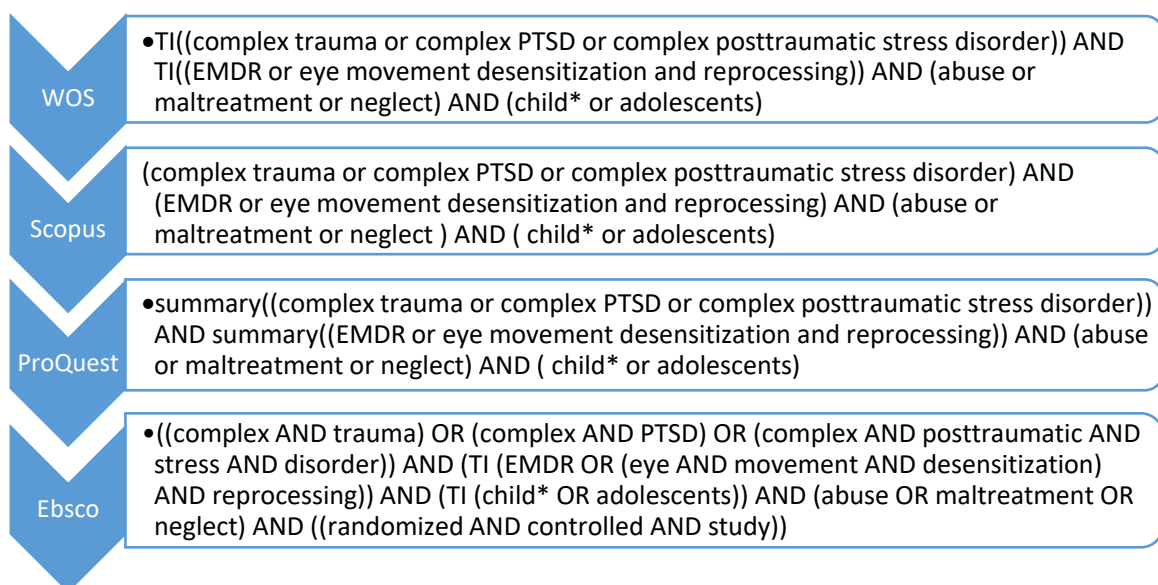 WOS
•TI((complex trauma or complex PTSD or complex posttraumatic stress disorder)) AND
TI((EMDR or eye movement desensitization and reprocessing)) AND (abuse or
maltreatment or neglect) AND (child* or adolescents)
Scopus
(complex trauma or complex PTSD or complex posttraumatic stress disorder) AND
(EMDR or eye movement desensitization and reprocessing) AND (abuse or
maltreatment or neglect ) AND ( child* or adolescents)
ProQuest
•summary((complex trauma or complex PTSD or complex posttraumatic stress disorder))
AND summary((EMDR or eye movement desensitization and reprocessing)) AND (abuse
or maltreatment or neglect) AND ( child* or adolescents)
Ebsco
•((complex AND trauma) OR (complex AND PTSD) OR (complex AND posttraumatic AND
stress AND disorder)) AND (TI (EMDR OR (eye AND movement AND desensitization)
AND reprocessing)) AND (TI (child* OR adolescents)) AND (abuse OR maltreatment OR
neglect) AND ((randomized AND controlled AND study))